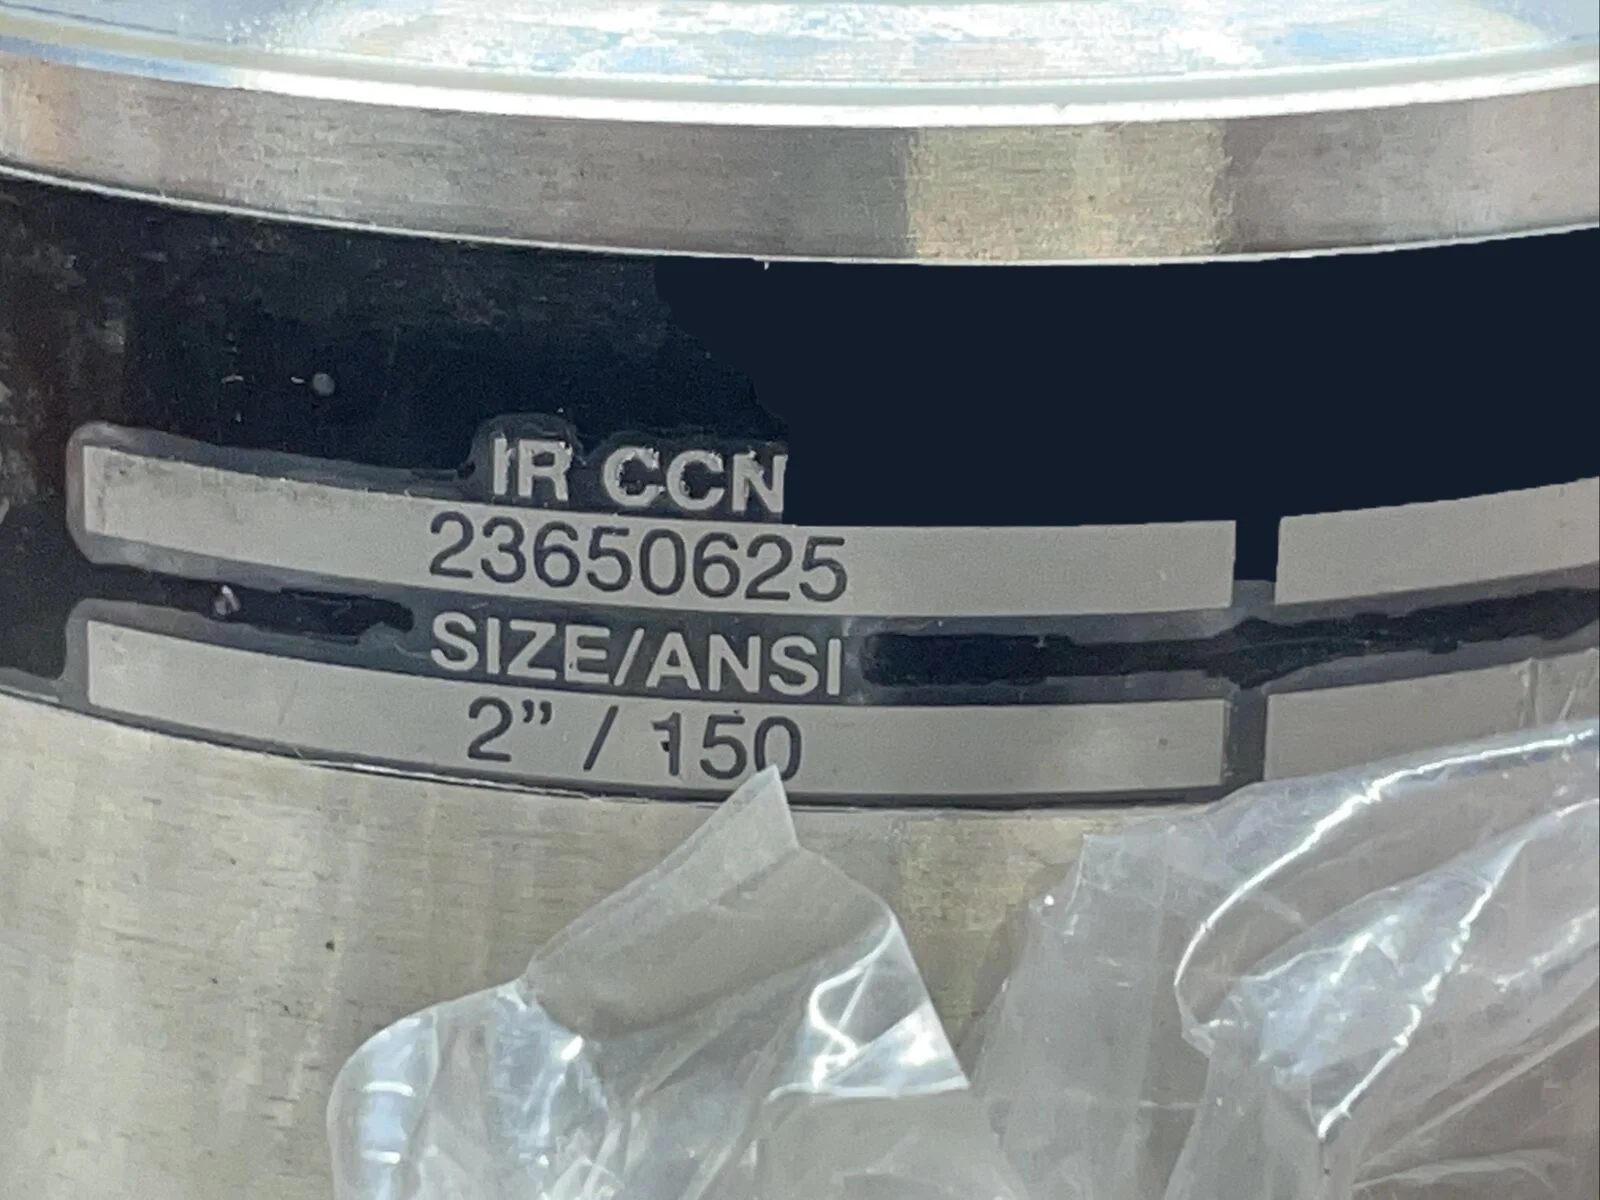 IR CCN
23650625
SIZE/ANSI
2” / 150